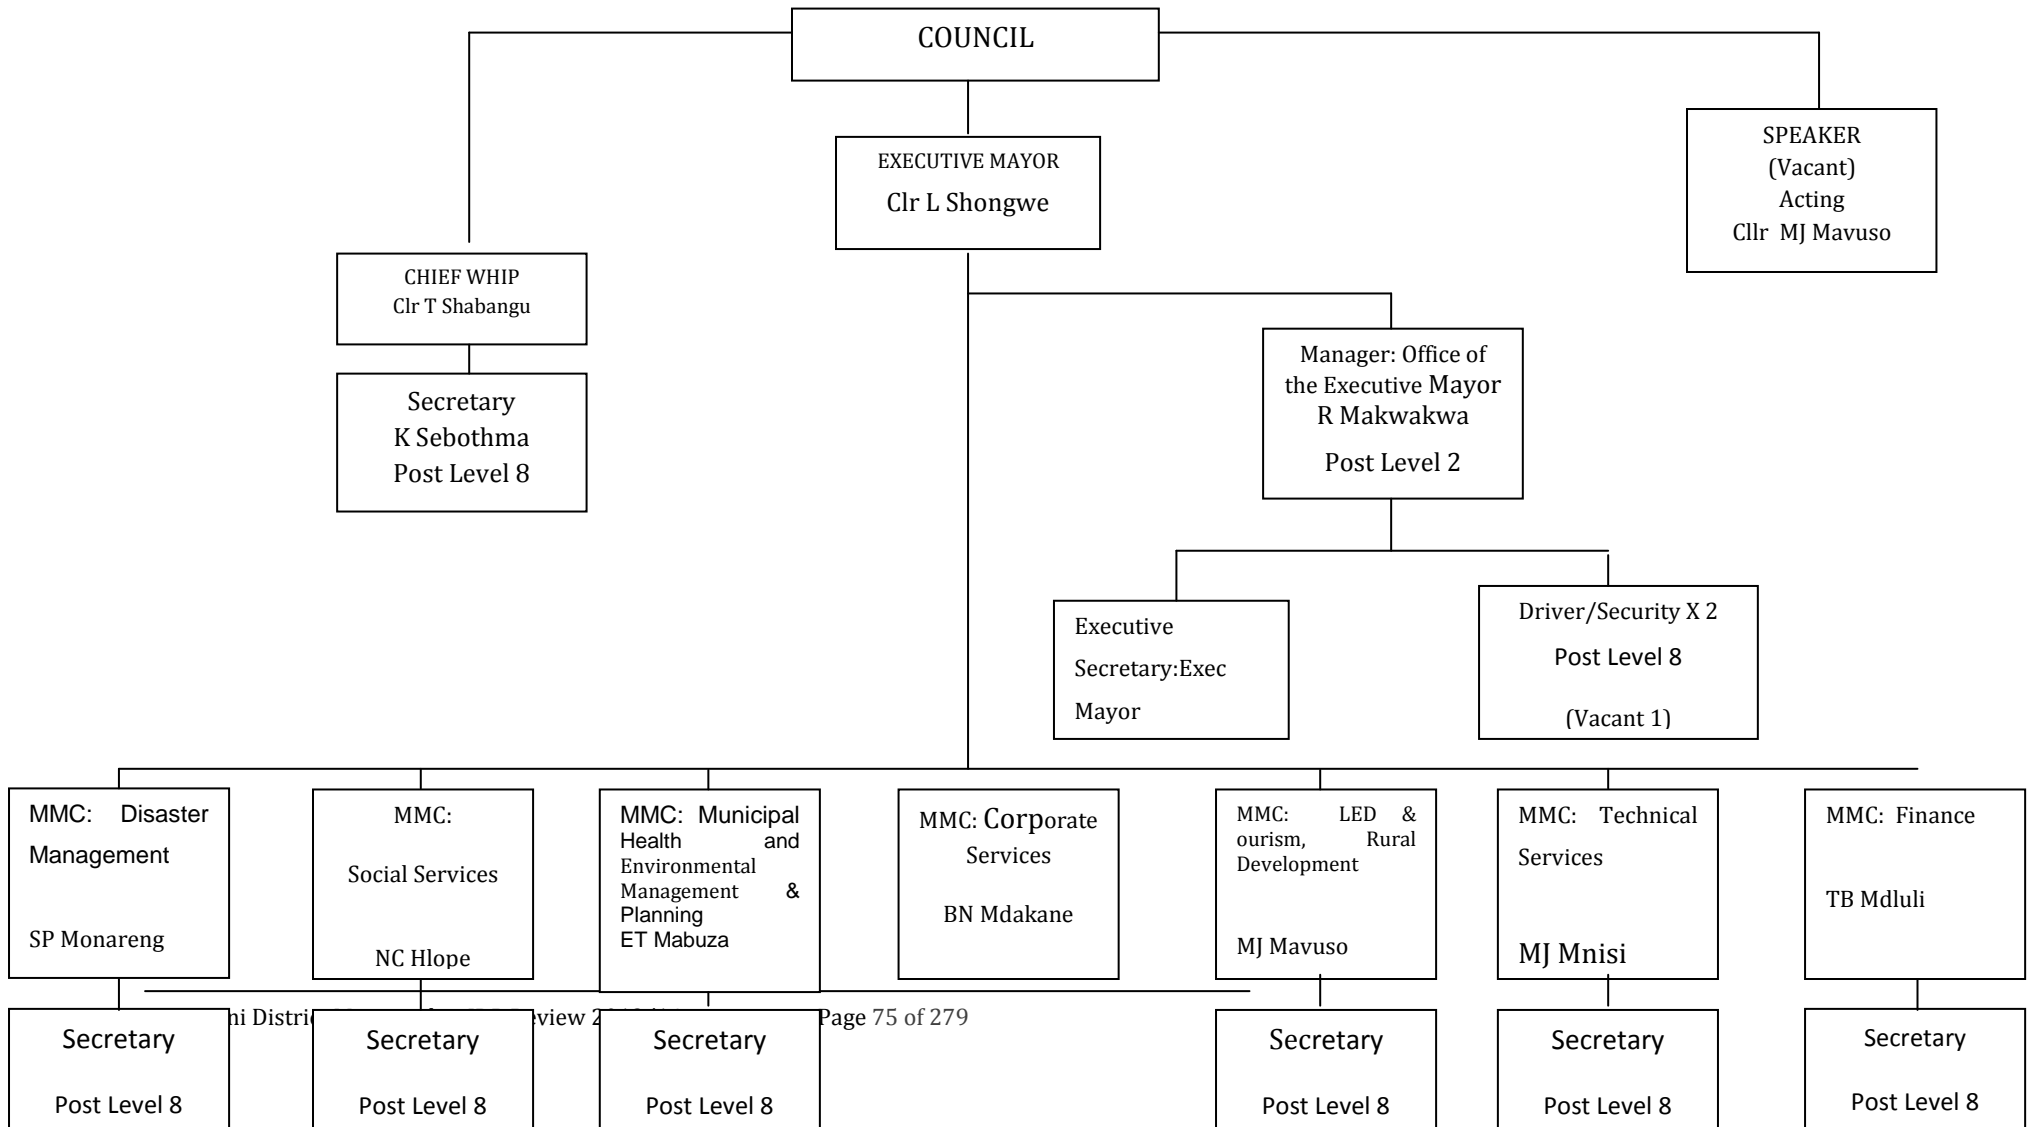 COUNCIL
EXECUTIVE MAYOR
Clr L Shongwe
SPEAKER
(Vacant)
Acting
Cllr MJ Mavuso
CHIEF WHIP
Clr T Shabangu
Secretary
K Sebothma
Post Level 8
Manager: Office of
the Executive Mayor
R Makwakwa
Post Level 2
Executive
Secretary:Exec
Mayor
Driver/Security X 2
Post Level 8
(Vacant 1)
MMC: Disaster
Management
SP Monareng
MMC:
Social Services
NC Hlope
MMC: Municipal
Health and
Environmental
Management &
Planning
ET Mabuza
MMC: Corporate
Services
BN Mdakane
MMC: LED &
ourism, Rural
Development
MJ Mavuso
MMC: Technical
Services
MJ Mnisi
MMC: Finance
TB Mdluli
Page 75 of 279
Secretary
Post Level 8
Secretary
Post Level 8
Secretary
Post Level 8
Secretary
Post Level 8
Secretary
Post Level 8
Secretary
Post Level 8